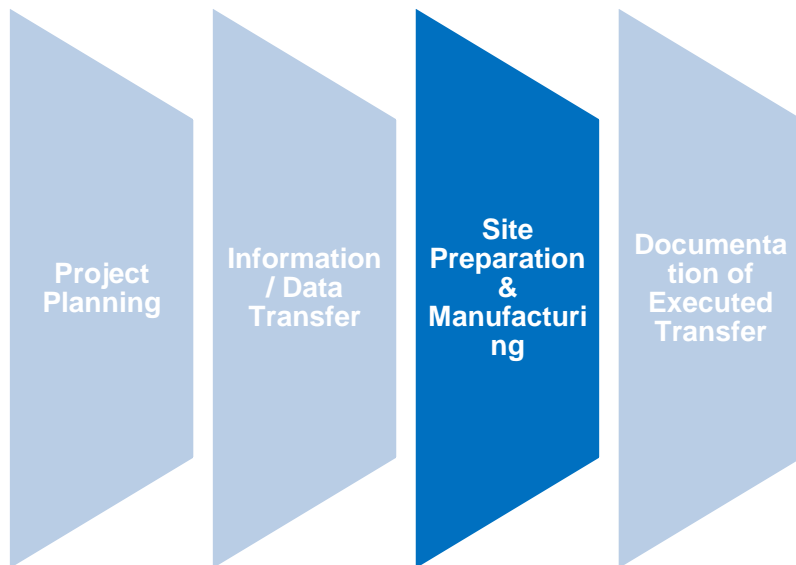 Project
Planning
Information
/ Data
Transfer
Site
Preparation
&
Manufacturi
ng
Documenta
tion of
Executed
Transfer